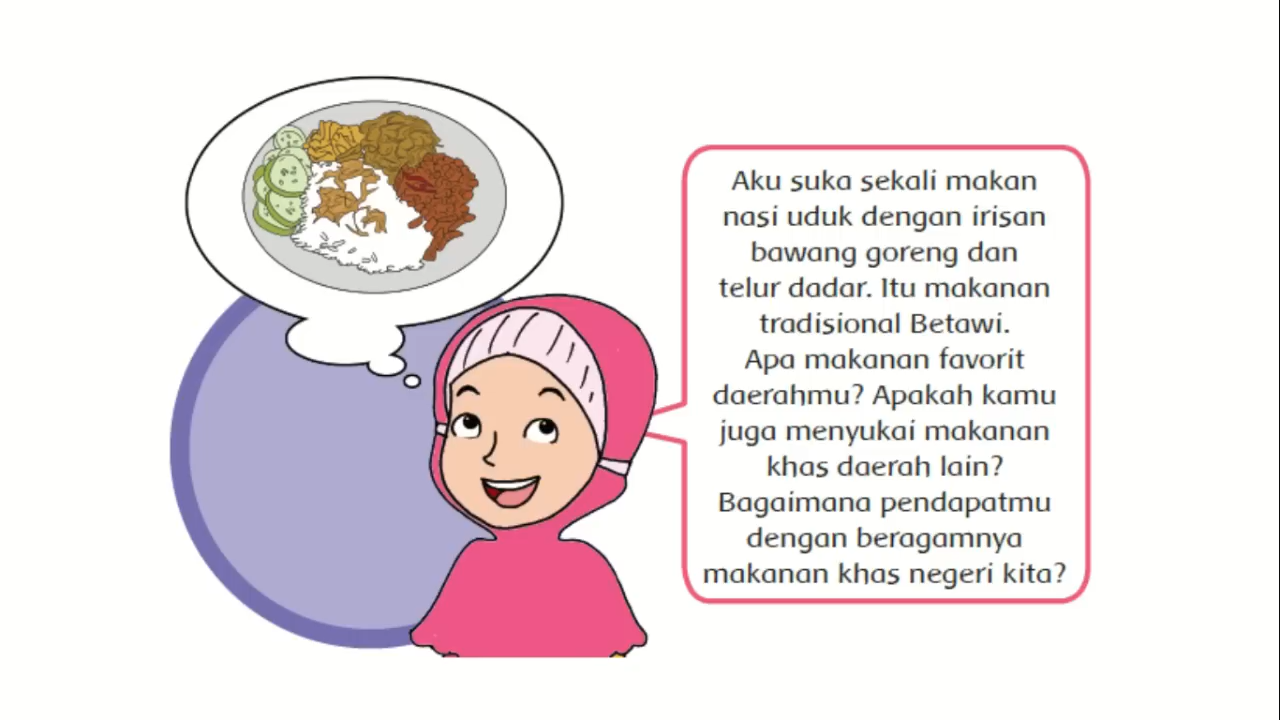 Aku suka sekali makan
nasi uduk dengan irisan
bawang goreng dan
telur dadar. Itu makanan
tradisional Betawi.
Apa makanan favorit
daerahmu? Apakah kamu
juga menyukai makanan
khas daerah lain?
Bagaimana pendapatmu
dengan beragamnya
makanan khas negeri kita?